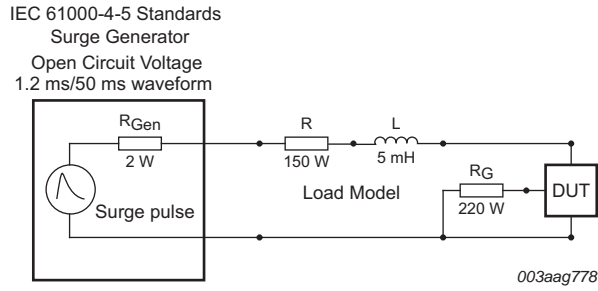 IEC 61000-4-5 Standards
Surge Generator
Open Circuit Voltage
1.2 ms/50 ms waveform
RGen
2 W
Surge pulse
R
150 W
L
5 mH
Load Model
RG
220 W
DUT
003aag778